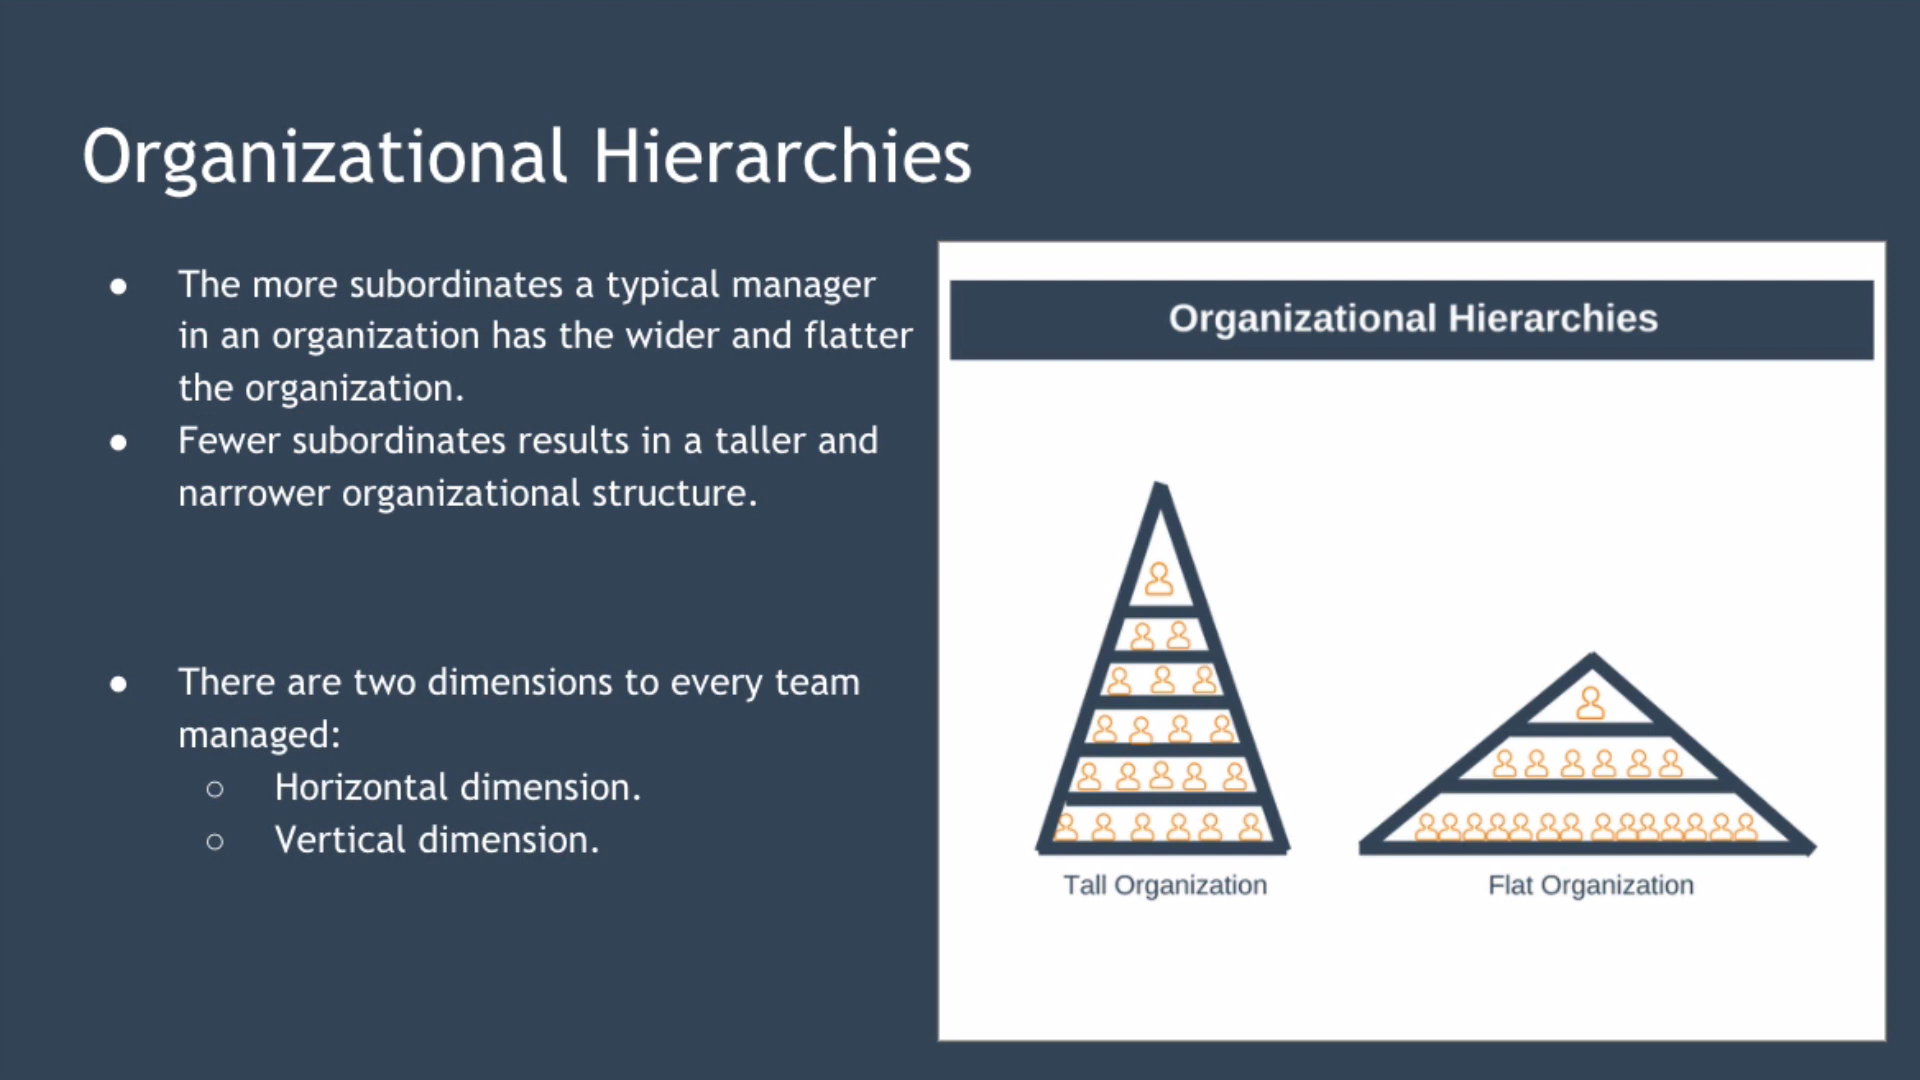 Organizational Hierarchies
● The more subordinates a typical manager
in an organization has the wider and flatter
the organization.
● Fewer subordinates results in a taller and
narrower organizational structure.
● There are two dimensions to every team
managed:
○ Horizontal dimension.
○ Vertical dimension.
Organizational Hierarchies
Tall Organization
Flat Organization